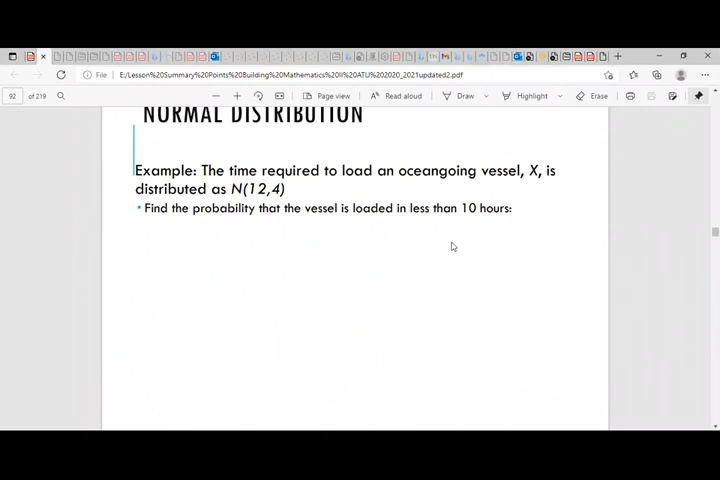 File
E:/Lesson%20Summary%20Points%20Building%20Mathematics%20II%20ATU%202020_2021updated2.pdf
92 of 219
Page view
Read aloud
Draw
Highlight
Erase
NORMAL DISTRIBUTION
Example: The time required to load an oceangoing vessel, X, is
distributed as N(12,4)
• Find the probability that the vessel is loaded in less than 10 hours: